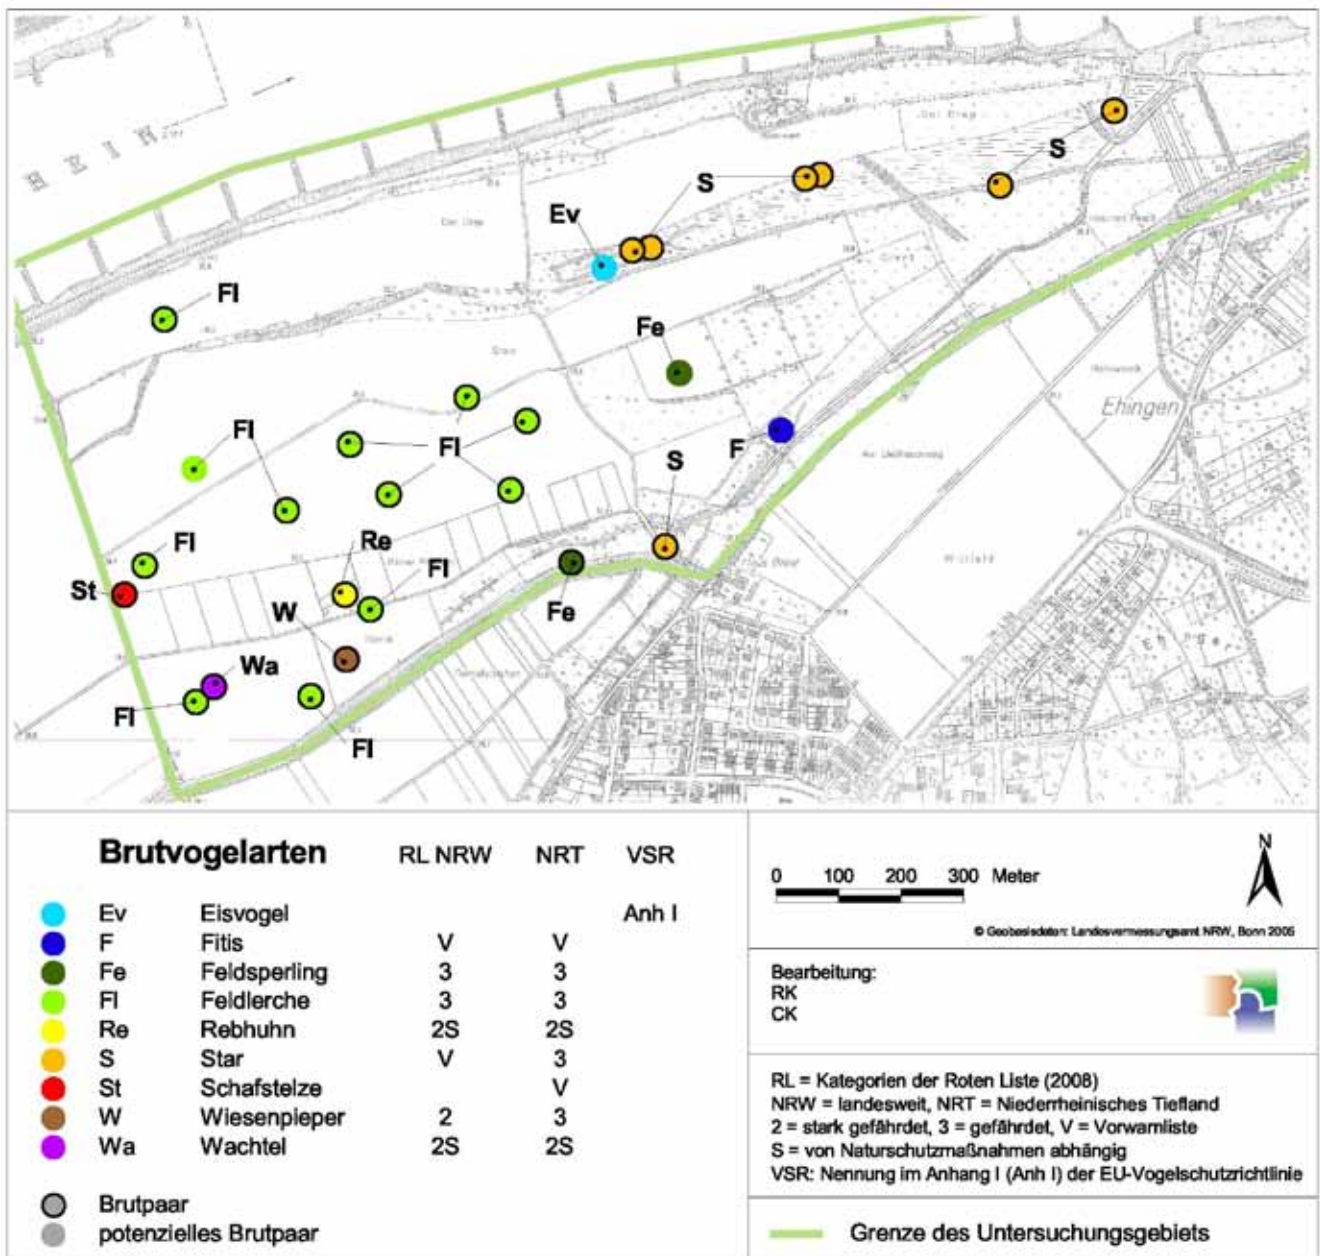 S
S
Ev
Fl
Fe
Ehingen
Fl
Fl
F
S
Fl
Re
Fl
St
W
Fe
Wa
Fl
Fl
Brutvogelarten RL NRW NRT VSR
Ev Eisvogel Anh I
F Fitis V V
Fe Feldsperling 3 3
Fl Feldlerche 3 3
Re Rebhuhn 2S 2S
S Star V 3
St Schafstelze V
W Wiesenpieper 2 3
Wa Wachtel 2S 2S
Brutpaar
potenzielles Brutpaar
N
0 100 200 300 Meter
© Geobasisdaten: Landesvermessungsamt NRW, Bonn 2005
Bearbeitung:
RK
CK
RL = Kategorien der Roten Liste (2008)
NRW = landesweit, NRT = Niederrheinisches Tiefland
2 = stark gefährdet, 3 = gefährdet, V = Vorwarnliste
S = von Naturschutzmaßnahmen abhängig
VSR: Nennung im Anhang I (Anh I) der EU-Vogelschutzrichtlinie
Grenze des Untersuchungsgebiets